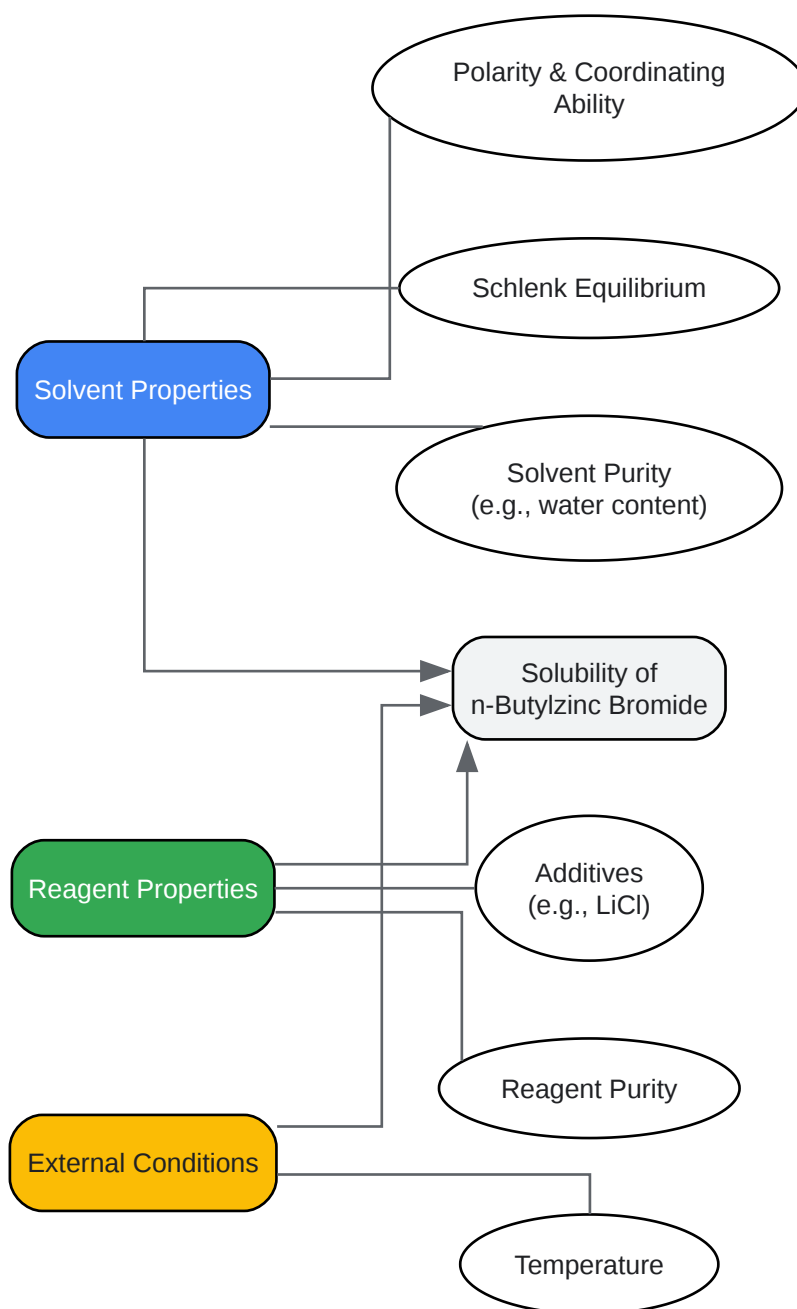 Polarity & Coordinating
Ability
Schlenk Equilibrium
Solvent Properties
Solvent Purity
(e.g., water content)
Solubility of
n-Butylzinc Bromide
Reagent Properties
Additives
(e.g., LiCl)
Reagent Purity
External Conditions
Temperature